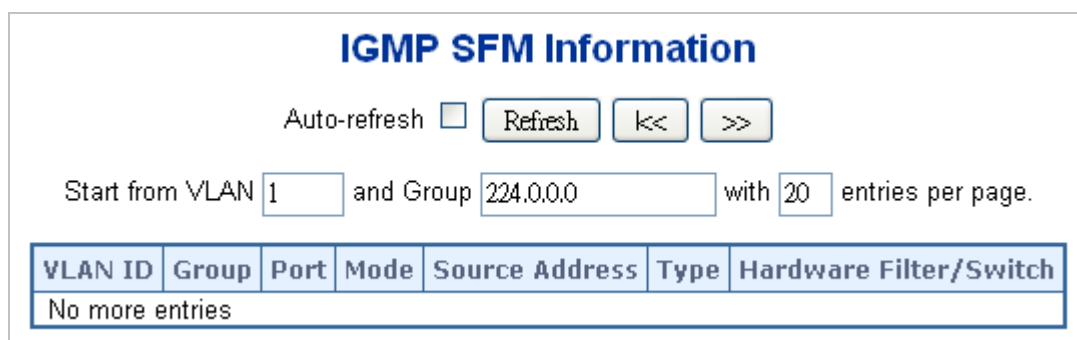 IGMP SFM Information
Auto-refresh Refresh |<< >>
Start from VLAN 1 and Group 224.0.0.0 with 20 entries per page.
VLAN ID Group Port Mode Source Address Type Hardware Filter/Switch
No more entries